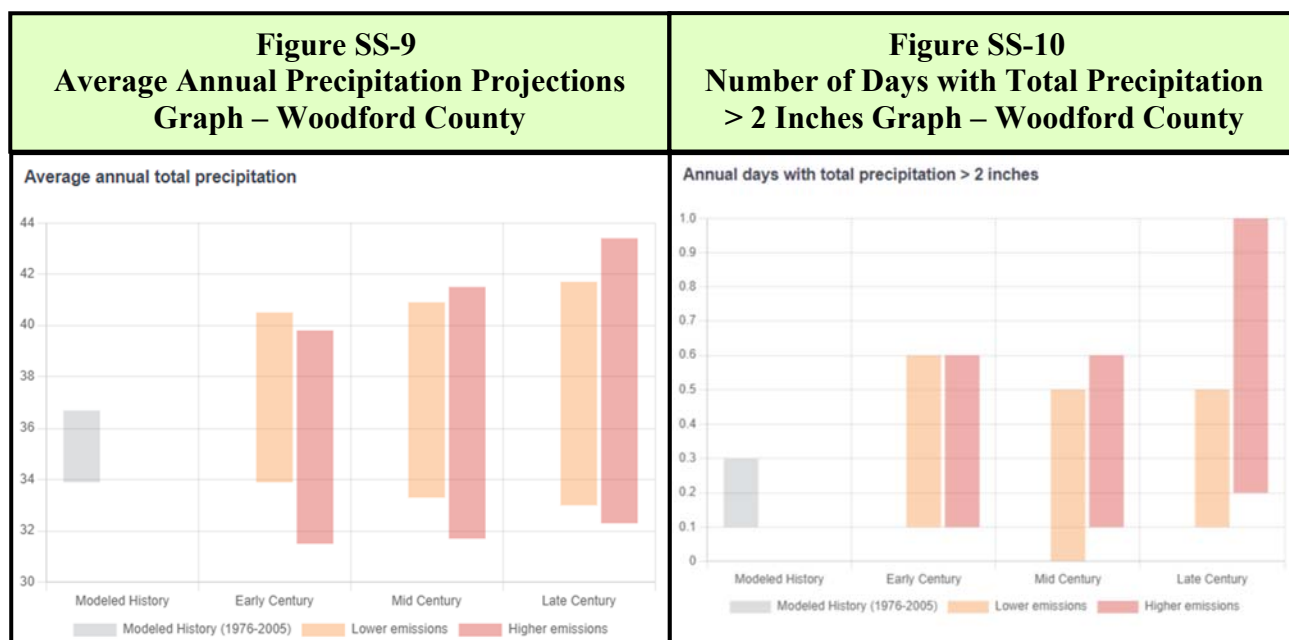 Figure SS-9
Average Annual Precipitation Projections
Graph – Woodford County
Figure SS-10
Number of Days with Total Precipitation
> 2 Inches Graph – Woodford County
Average annual total precipitation
44
42
40
38
36
34
32
30
Modeled History
Early Century
Mid Century
Late Century
Modeled History (1976-2005)
Lower emissions
Higher emissions
Annual days with total precipitation > 2 inches
1.0
0.9
0.8
0.7
0.6
0.5
0.4
0.3
0.2
0.1
0
Modeled History
Early Century
Mid Century
Late Century
Modeled History (1976-2005)
Lower emissions
Higher emissions